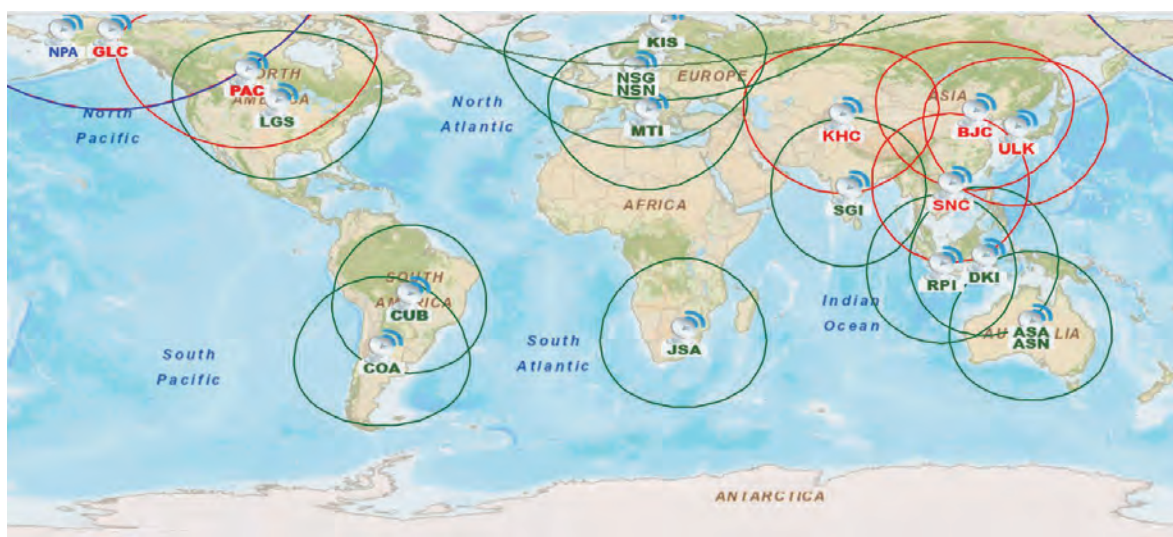 KIS
NPA
GLC
NORTH
AMERICA
PAC
LGS
NSG
NSN
EUROPE
ASIA
North
Pacific
North
Atlantic
MTI
KHC
BJC
ULK
AFRICA
SGI
SNC
SOUTH
AMERICA
CUB
RPI
DKI
Indian
Ocean
AUSTRALIA
ASA
ASN
South
Pacific
COA
South
Atlantic
JSA
ANTARCTICA